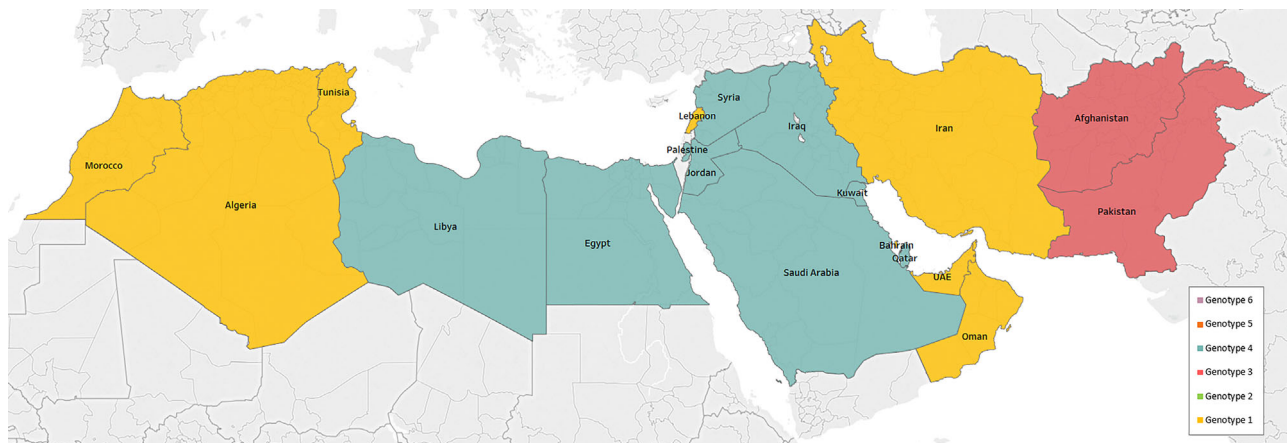 Tunisia
Morocco
Algeria
Libya
Egypt
Syria
Lebanon
Iraq
Palestine
Jordan
Kuwait
Iran
Afghanistan
Pakistan
Bahrain
Qatar
Saudi Arabia
UAE
Oman
Genotype 6
Genotype 5
Genotype 4
Genotype 3
Genotype 2
Genotype 1